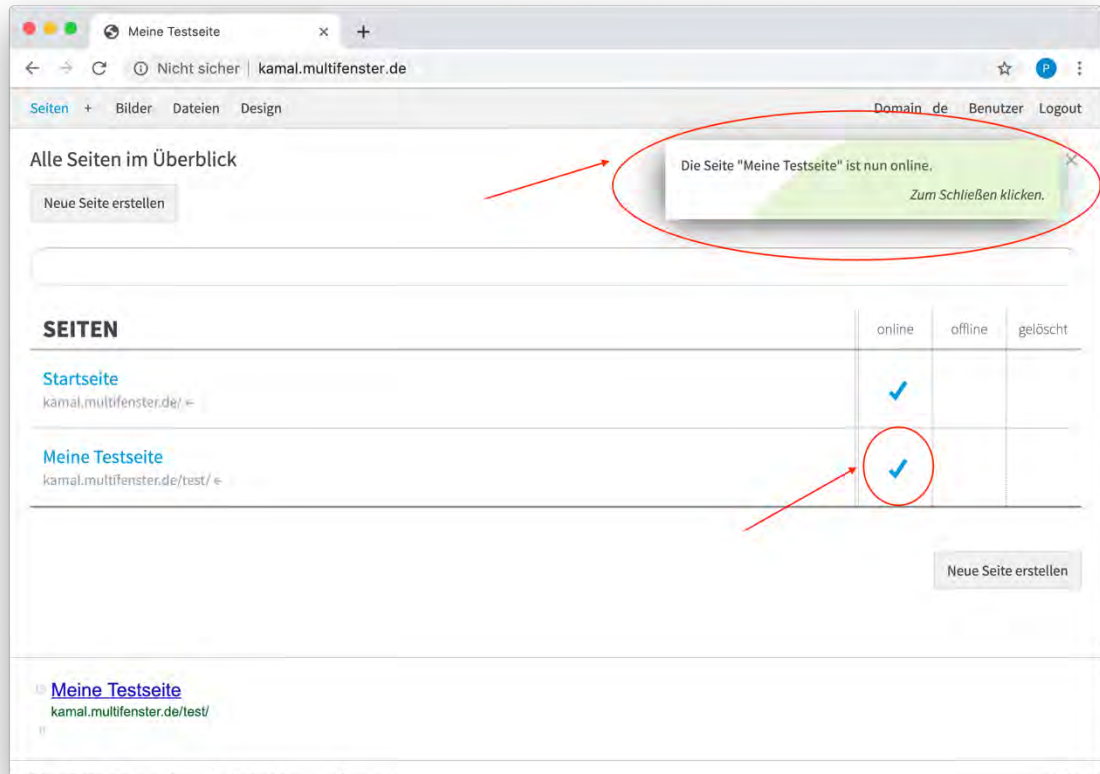 Meine Testseite
Nicht sicher kamal.multifenster.de
P
Seiten + Bilder Dateien Design Domain de Benutzer Logout
Alle Seiten im Überblick
Neue Seite erstellen
Die Seite "Meine Testseite" ist nun online.
Zum Schließen klicken.
SEITEN online offline gelöscht
Startseite
kamal.multifenster.de/ ←
Meine Testseite
kamal.multifenster.de/test/ ←
Neue Seite erstellen
Meine Testseite
kamal.multifenster.de/test/